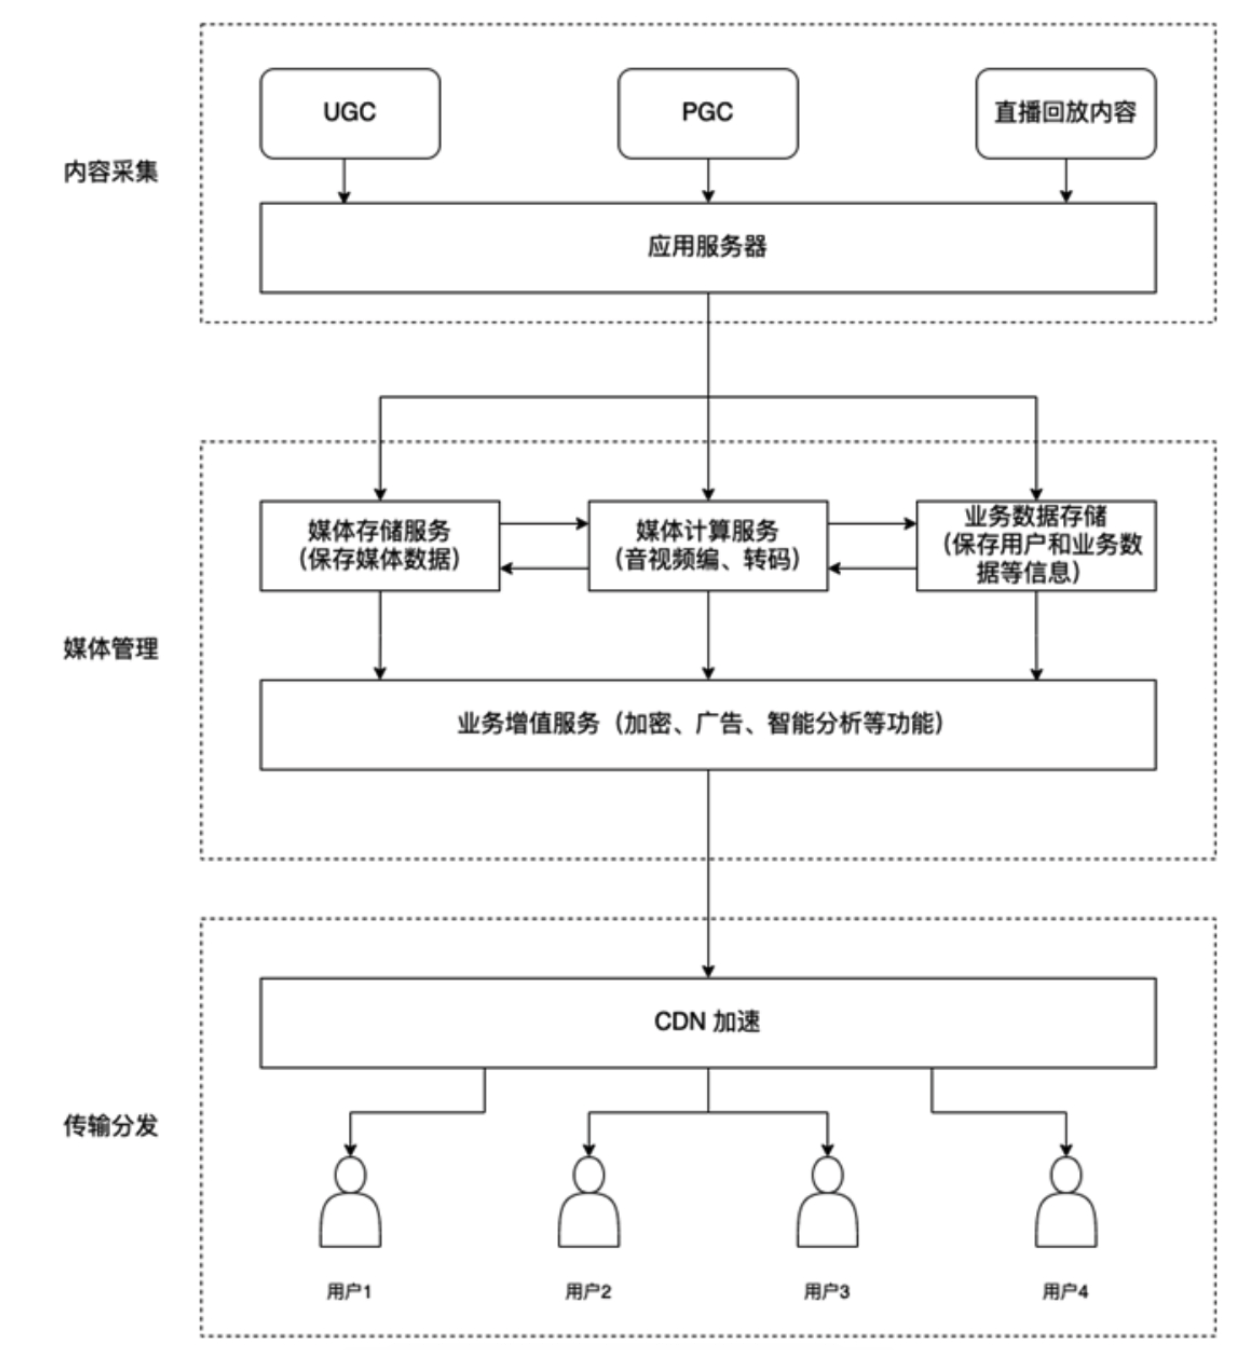 UGC
PGC
直播回放内容
内容采集
应用服务器
媒体存储服务
（保存媒体数据）
媒体计算服务
（音视频编、转码）
业务数据存储
（保存用户和业务数
据等信息）
媒体管理
业务增值服务（加密、广告、智能分析等功能）
CDN 加速
传输分发
用户1
用户2
用户3
用户4